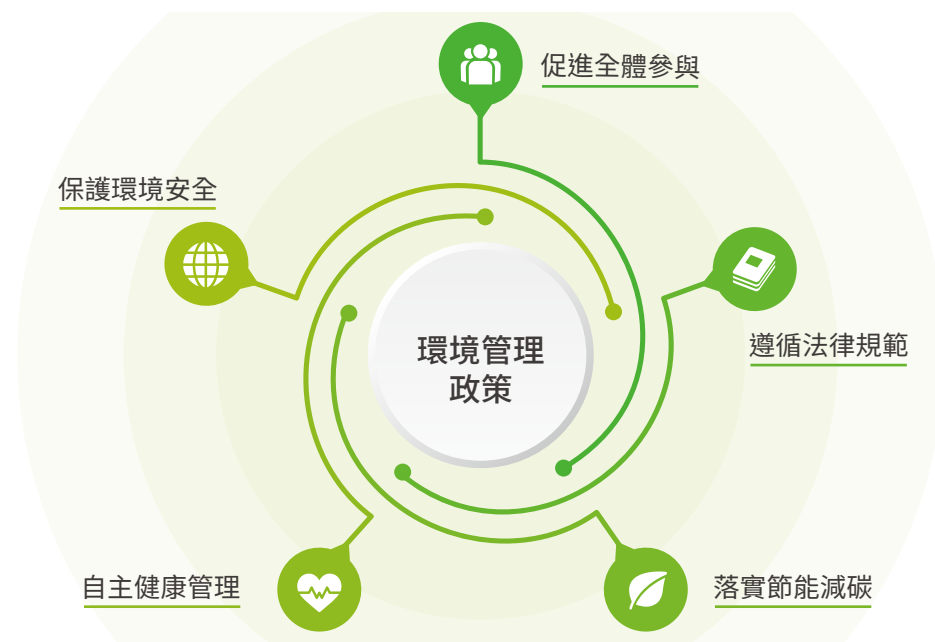 促進全體參與
保護環境安全
遵循法律規範
環境管理
政策
自主健康管理
落實節能減碳